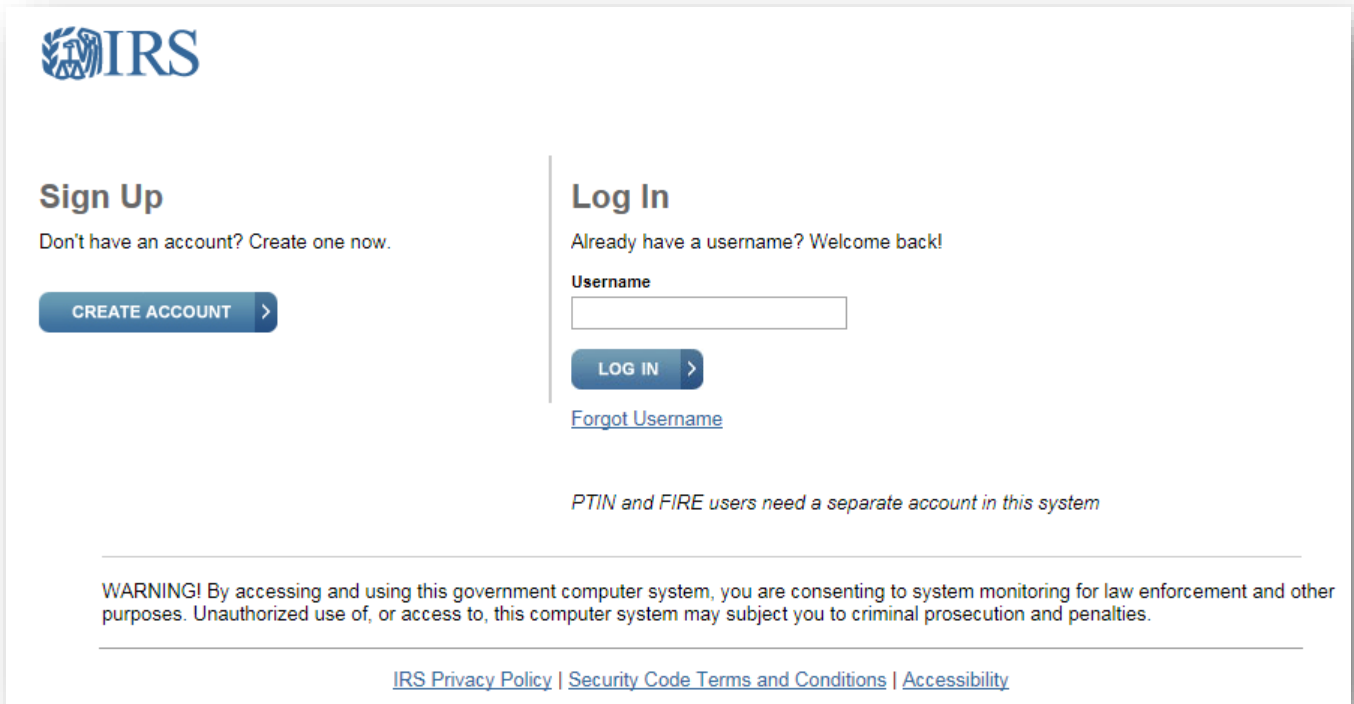 IRS
Sign Up
Don't have an account? Create one now.
CREATE ACCOUNT >
Log In
Already have a username? Welcome back!
Username
LOG IN >
Forgot Username
PTIN and FIRE users need a separate account in this system
WARNING! By accessing and using this government computer system, you are consenting to system monitoring for law enforcement and other
purposes. Unauthorized use of, or access to, this computer system may subject you to criminal prosecution and penalties.
IRS Privacy Policy | Security Code Terms and Conditions | Accessibility